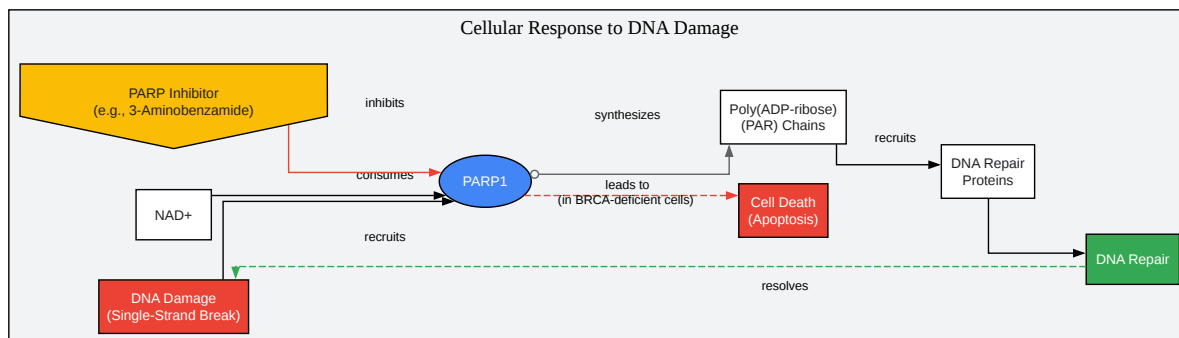 Cellular Response to DNA Damage
PARP Inhibitor
(e.g., 3-Aminobenzamide)
inhibits
synthesizes
Poly(ADP-ribose)
(PAR) Chains
recruits
DNA Repair
Proteins
consumes
PARP1
leads to
(in BRCA-deficient cells)
Cell Death
(Apoptosis)
NAD+
recruits
DNA Repair
resolves
DNA Damage
(Single-Strand Break)